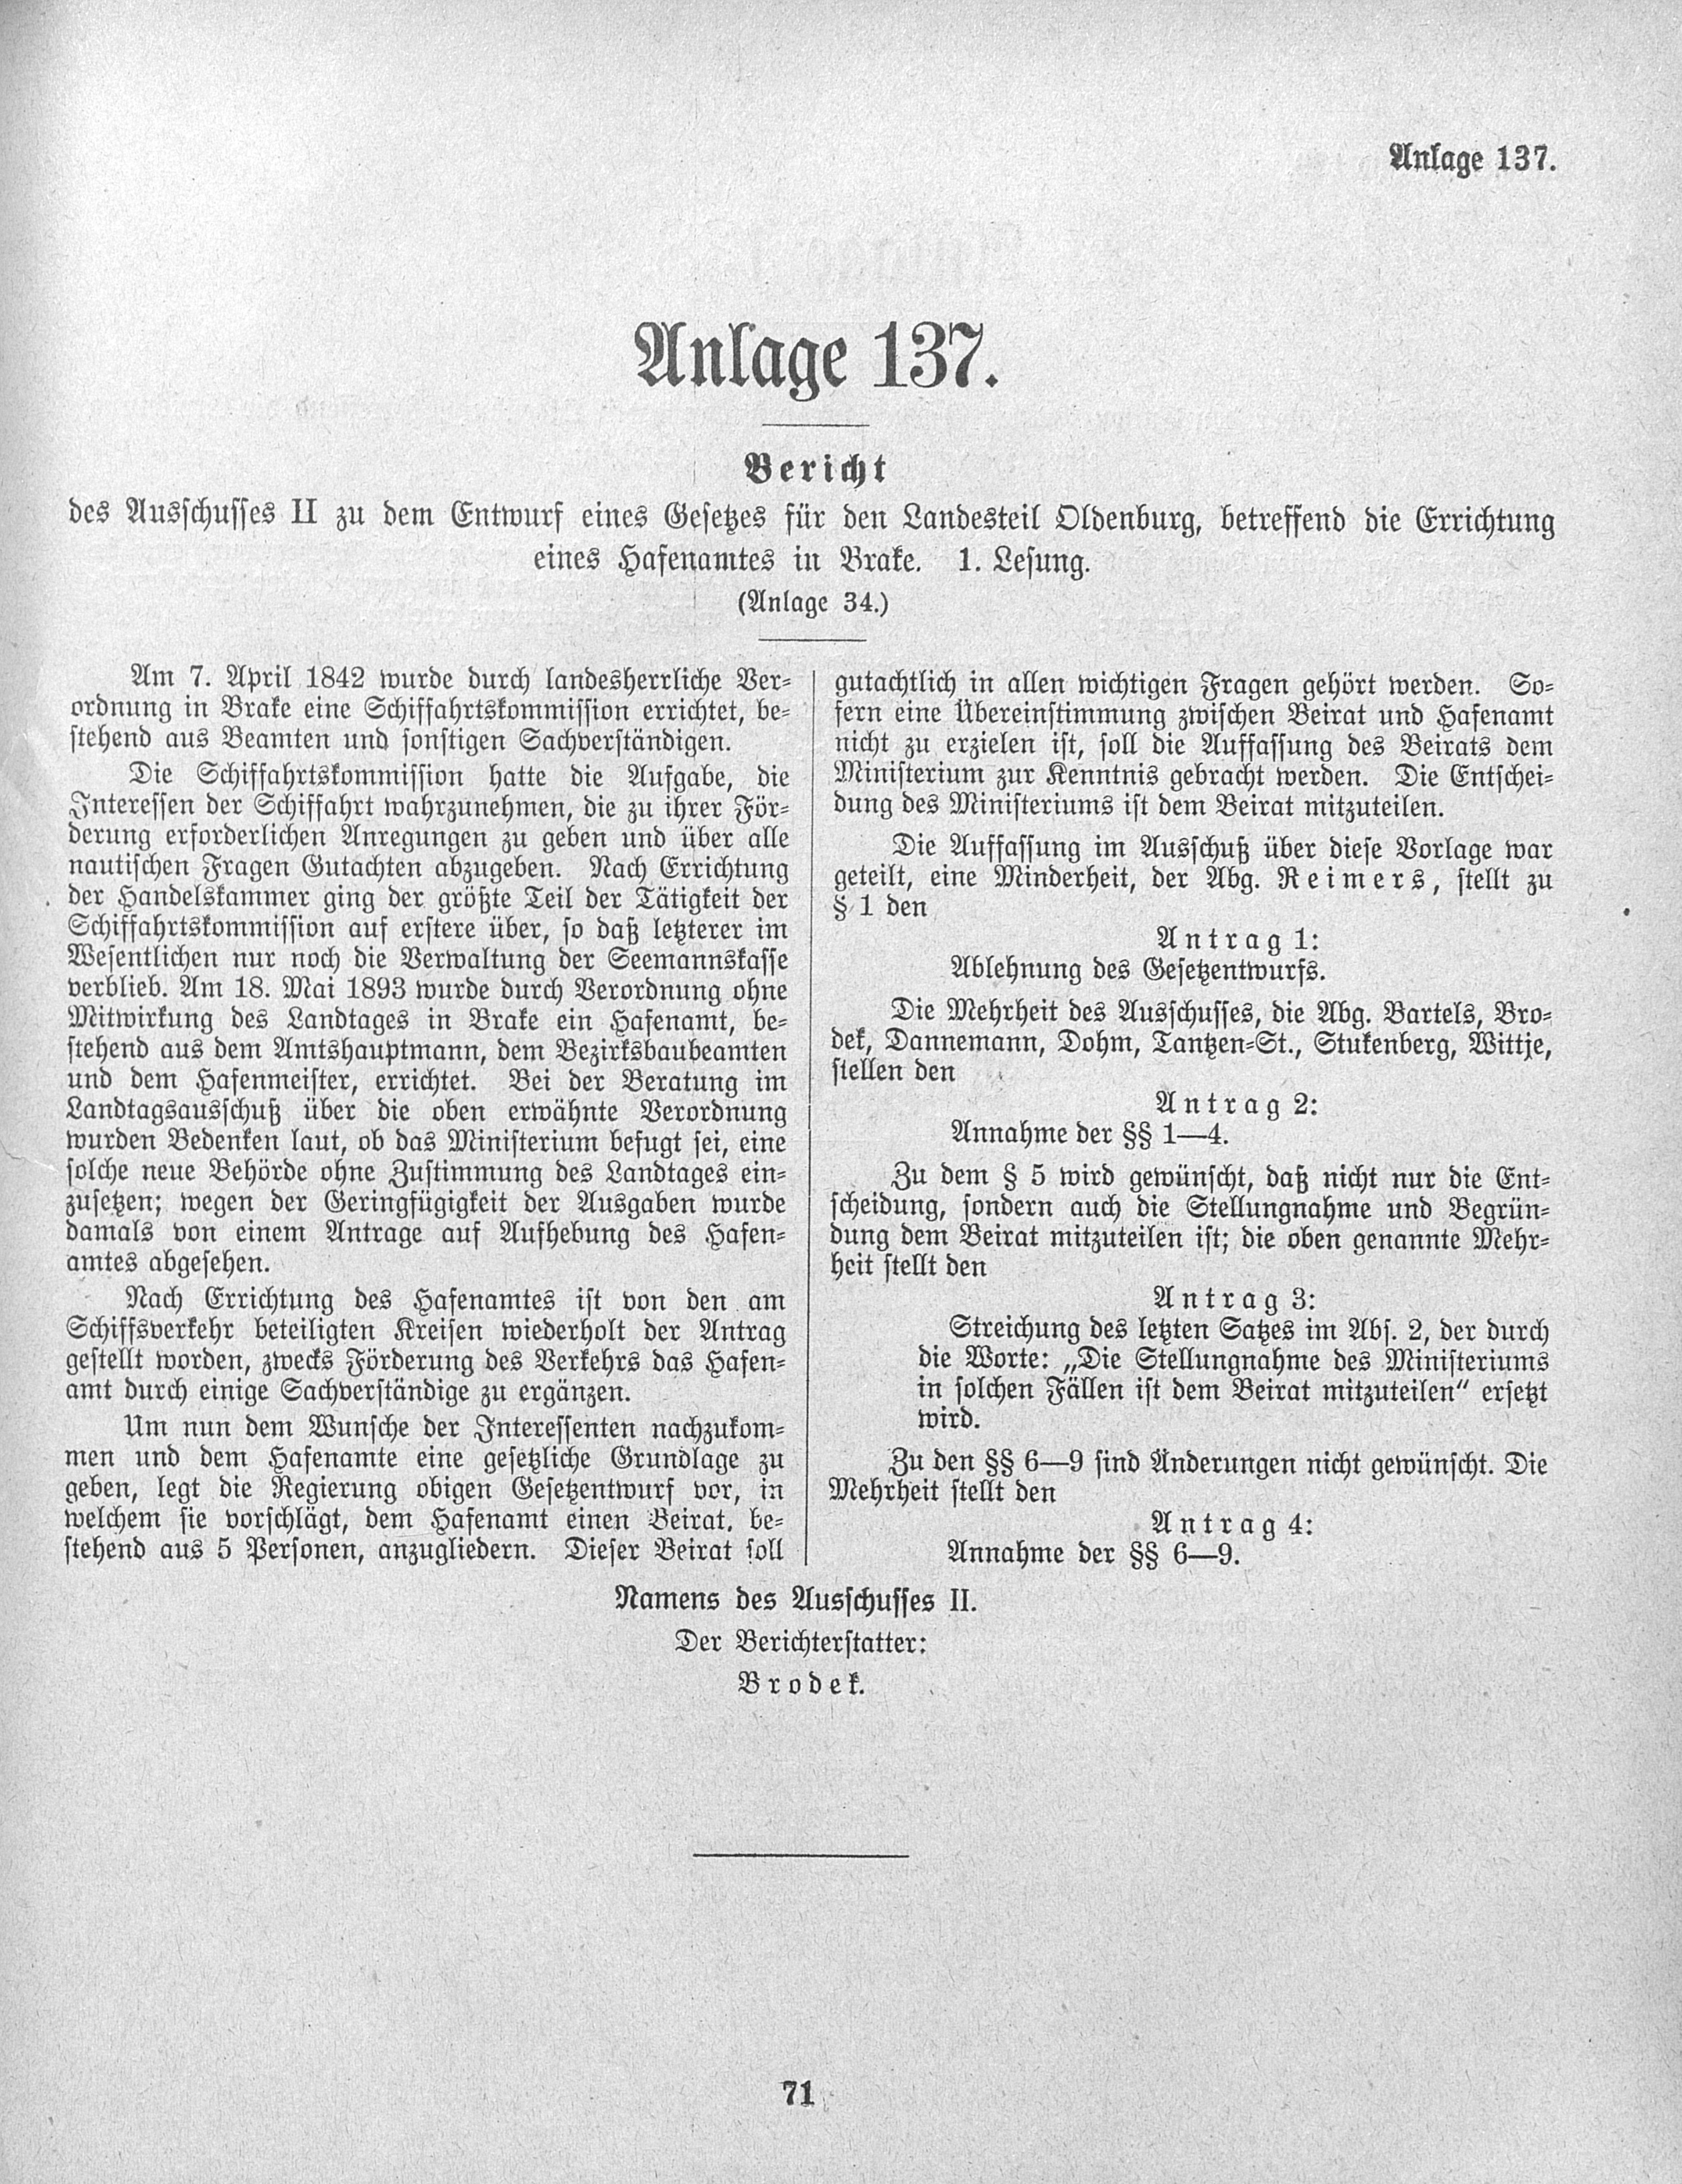 Anlage 137.
Anlage 137.
Bericht
des Ausschusses II zu dem Entwurf eines Gesetzes für den Landesteil Oldenburg, betreffend die Errichtung
eines Hafenamtes in Brake. 1. Lesung.
(Anlage 34.)
Am 7. April 1842 wurde durch landesherrliche Ver-
ordnung in Brake eine Schiffahrtskommission errichtet, be-
stehend aus Beamten und sonstigen Sachverständigen.
Die Schiffahrtskommission hatte die Aufgabe, die
Interessen der Schiffahrt wahrzunehmen, die zu ihrer För-
derung erforderlichen Anregungen zu geben und über alle
nautischen Fragen Gutachten abzugeben. Nach Errichtung
der Handelskammer ging der größte Teil der Tätigkeit der
Schiffahrtskommission auf erstere über, so daß letzterer im
Wesentlichen nur noch die Verwaltung der Seemannskasse
verblieb. Am 18. Mai 1893 wurde durch Verordnung ohne
Mitwirkung des Landtages in Brake ein Hafenamt, be-
stehend aus dem Amtshauptmann, dem Bezirksbaubeamten
und dem Hafenmeister, errichtet. Bei der Beratung im
Landtagsausschuß über die oben erwähnte Verordnung
wurden Bedenken laut, ob das Ministerium befugt sei, eine
solche neue Behörde ohne Zustimmung des Landtages ein-
zusetzen; wegen der Geringfügigkeit der Ausgaben wurde
damals von einem Antrage auf Aufhebung des Hafen-
amtes abgesehen.
Nach Errichtung des Hafenamtes ist von den am
Schiffsverkehr beteiligten Kreisen wiederholt der Antrag
gestellt worden, zwecks Förderung des Verkehrs das Hafen-
amt durch einige Sachverständige zu ergänzen.
Um nun dem Wunsche der Interessenten nachzukom-
men und dem Hafenamte eine gesetzliche Grundlage zu
geben, legt die Regierung obigen Gesetzentwurf vor, in
welchem sie vorschlägt, dem Hafenamt einen Beirat, be-
stehend aus 5 Personen, anzugliedern. Dieser Beirat soll
gutachtlich in allen wichtigen Fragen gehört werden. So-
fern eine Übereinstimmung zwischen Beirat und Hafenamt
nicht zu erzielen ist, soll die Auffassung des Beirats dem
Ministerium zur Kenntnis gebracht werden. Die Entschei-
dung des Ministeriums ist dem Beirat mitzuteilen.
Die Auffassung im Ausschuß über diese Vorlage war
geteilt, eine Minderheit, der Abg. Reimers, stellt zu
§ 1 den
Antrag 1:
Ablehnung des Gesetzentwurfs.
Die Mehrheit des Ausschusses, die Abg. Bartels, Bro-
dek, Dannemann, Dohm, Tantzen-St., Stukenberg, Wittje,
stellen den
Antrag 2:
Annahme der §§ 1—4.
Zu dem § 5 wird gewünscht, daß nicht nur die Ent-
scheidung, sondern auch die Stellungnahme und Begrün-
dung dem Beirat mitzuteilen ist; die oben genannte Mehr-
heit stellt den
Antrag 3:
Streichung des letzten Satzes im Abs. 2, der durch
die Worte: „Die Stellungnahme des Ministeriums
in solchen Fällen ist dem Beirat mitzuteilen“ ersetzt
wird.
Zu den §§ 6—9 sind Änderungen nicht gewünscht. Die
Mehrheit stellt den
Antrag 4:
Annahme der §§ 6—9.
Namens des Ausschusses II.
Der Berichterstatter:
Brodek.
71